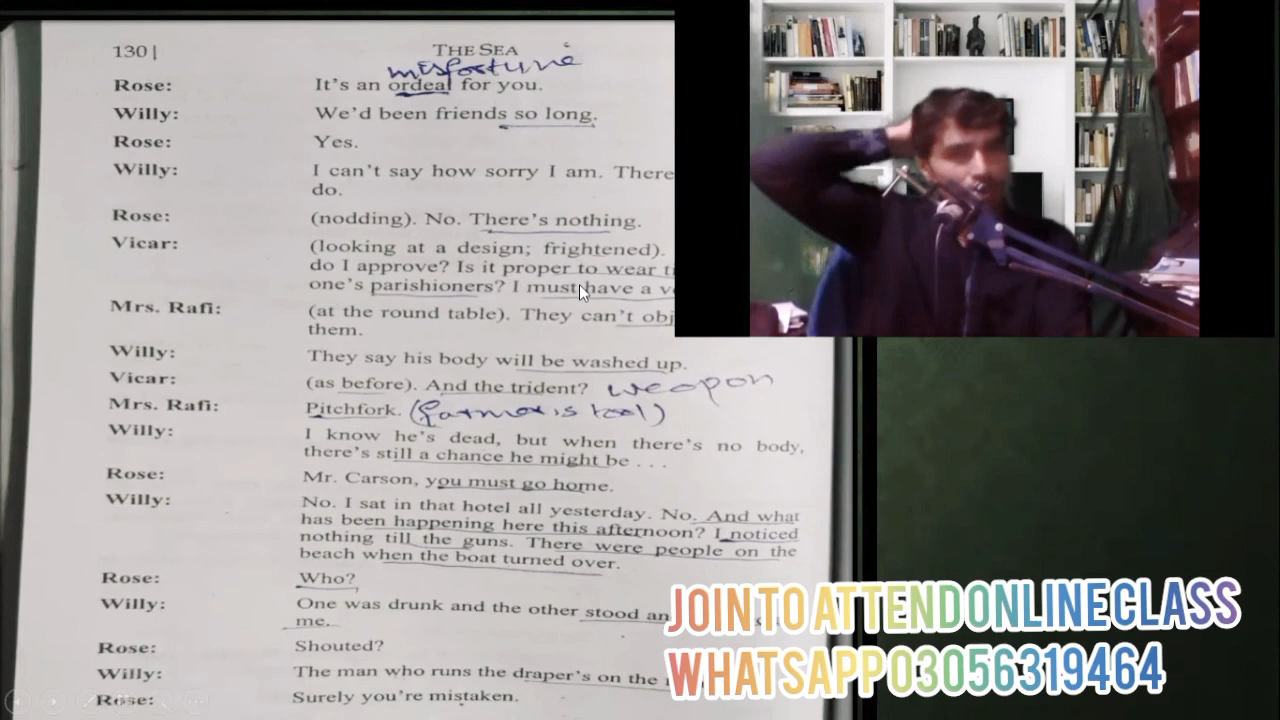 130 |
THE SEA
misfortune
Rose: It's an ordeal for you.
Willy: We'd been friends so long.
Rose: Yes.
Willy: I can't say how sorry I am. There
do.
Rose: (nodding). No. There's nothing.
Vicar: (looking at a design; frightened).
do I approve? Is it proper to wear
one's parishioners? I must have a
Mrs. Rafi: (at the round table). They can't
them.
Willy: They say his body will be washed up.
Vicar: (as before). And the trident? weapon
Mrs. Rafi: Pitchfork. (farmer is tool)
Willy: I know he's dead, but when there's no body,
there's still a chance he might be . . .
Rose: Mr. Carson, you must go home.
Willy: No. I sat in that hotel all yesterday. No. And what
has been happening here this afternoon? I noticed
nothing till the guns. There were people on the
beach when the boat turned over.
Rose: Who?
Willy: One was drunk and the other stood
me.
Rose: Shouted?
Willy: The man who runs the draper's on the
Rose: Surely you're mistaken.
JOIN TO ATTEND ONLINE CLASS
WHATSAPP 03056319464